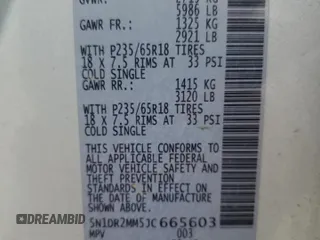 GVWR: 2715 KG
5986 LB
GAWR FR.: 1325 KG
2921 LB
WITH P235/65R18 TIRES
18 X 7.5 RIMS AT 33 PSI
COLD SINGLE
GAWR RR.: 1415 KG
3120 LB
WITH P235/65R18 TIRES
18 X 7.5 RIMS AT 33 PSI
COLD SINGLE
THIS VEHICLE CONFORMS TO ALL
APPLICABLE FEDERAL MOTOR
VEHICLE SAFETY AND THEFT
PREVENTION STANDARDS IN
EFFECT ON THE DATE OF
MANUFACTURE SHOWN ABOVE.
5N1DR2MM5JC665603
MPV 003